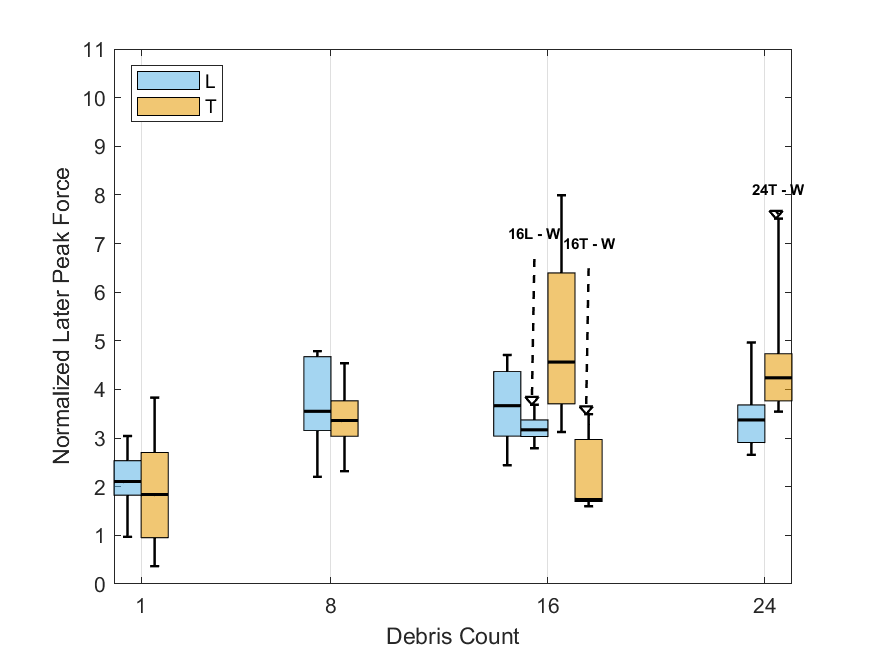 11
10
9
8
7
6
5
4
3
2
1
0
Normalized Later Peak Force
L
T
16L - W
16T - W
24T - W
1 8 16 24
Debris Count